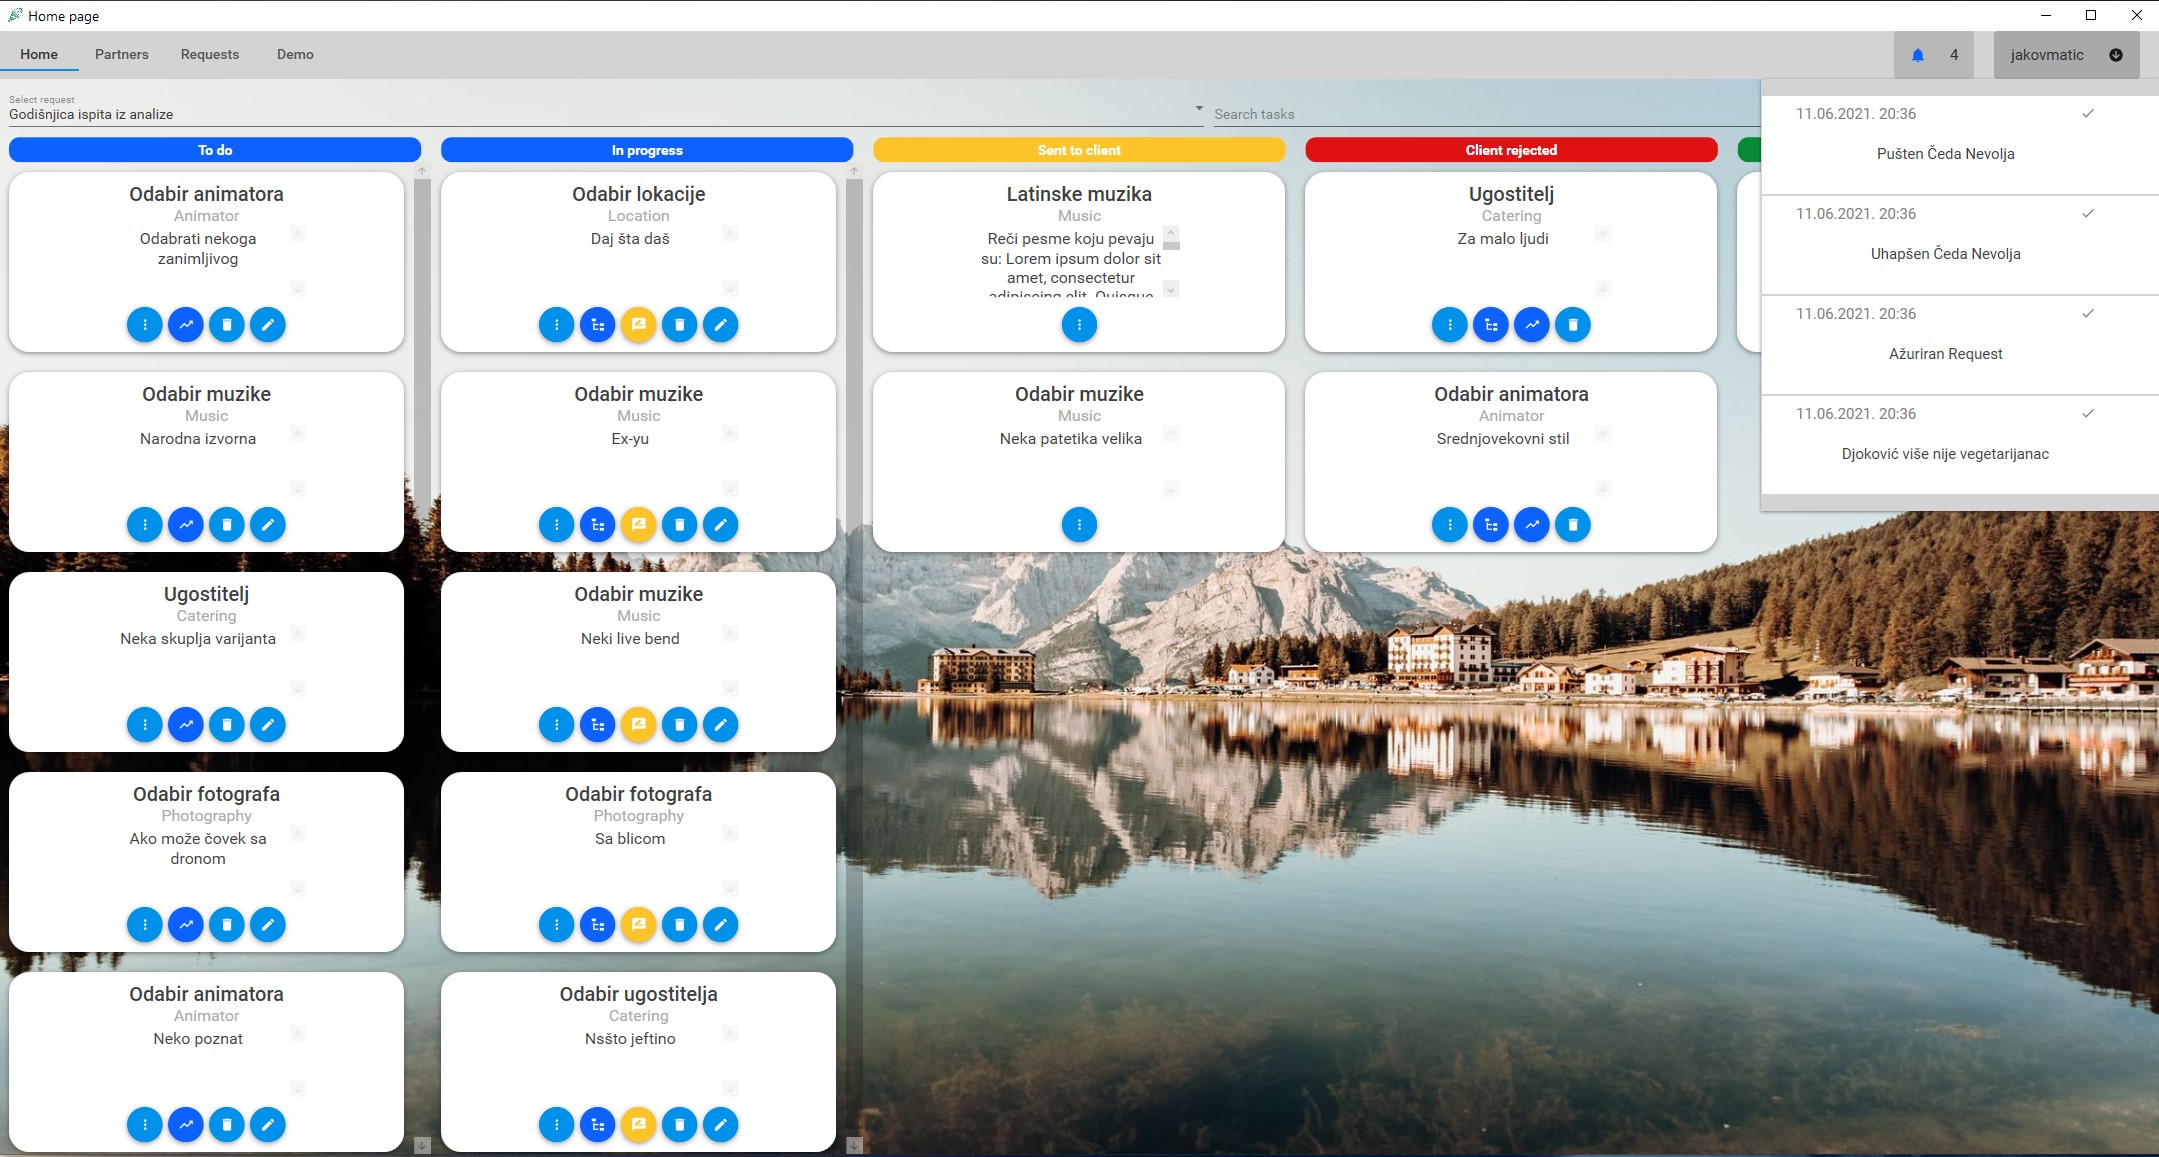 Home page
Home
Partners
Requests
Demo
4
jakovmatic
Select request
Godišnjica ispita iz analize
Search tasks
To do
Odabir animatora
Animator
Odabrati nekoga
zanimljivog
Odabir muzike
Music
Narodna izvorna
Ugostitelj
Catering
Neka skuplja varijanta
Odabir fotografa
Photography
Ako može čovek sa
dronom
Odabir animatora
Animator
Neko poznat
In progress
Odabir lokacije
Location
Daj šta daš
Odabir muzike
Music
Ex-yu
Odabir muzike
Music
Neki live bend
Odabir fotografa
Photography
Sa blicom
Odabir ugostitelja
Catering
Nsšto jeftino
Sent to client
Latinske muzika
Music
Reči pesme koju pevaju
su: Lorem ipsum dolor sit
amet, consectetur
adipiscing elit. Quisque
Odabir muzike
Music
Neka patetika velika
Client rejected
Ugostitelj
Catering
Za malo ljudi
Odabir animatora
Animator
Srednjovekovni stil
11.06.2021. 20:36
Pušten Čeda Nevolja
11.06.2021. 20:36
Uhapšen Čeda Nevolja
11.06.2021. 20:36
Ažuriran Request
11.06.2021. 20:36
Djoković više nije vegetarijanac